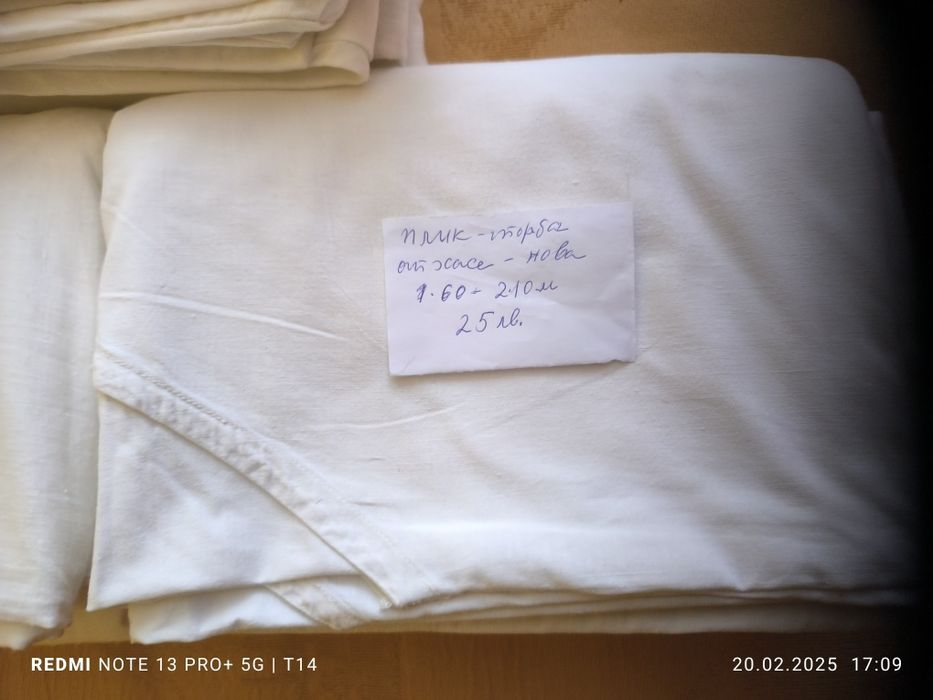 плик-торба
от хасе - нова
1.60 - 2.10 м
25 лв.
REDMI NOTE 13 PRO+ 5G | T14
20.02.2025 17:09